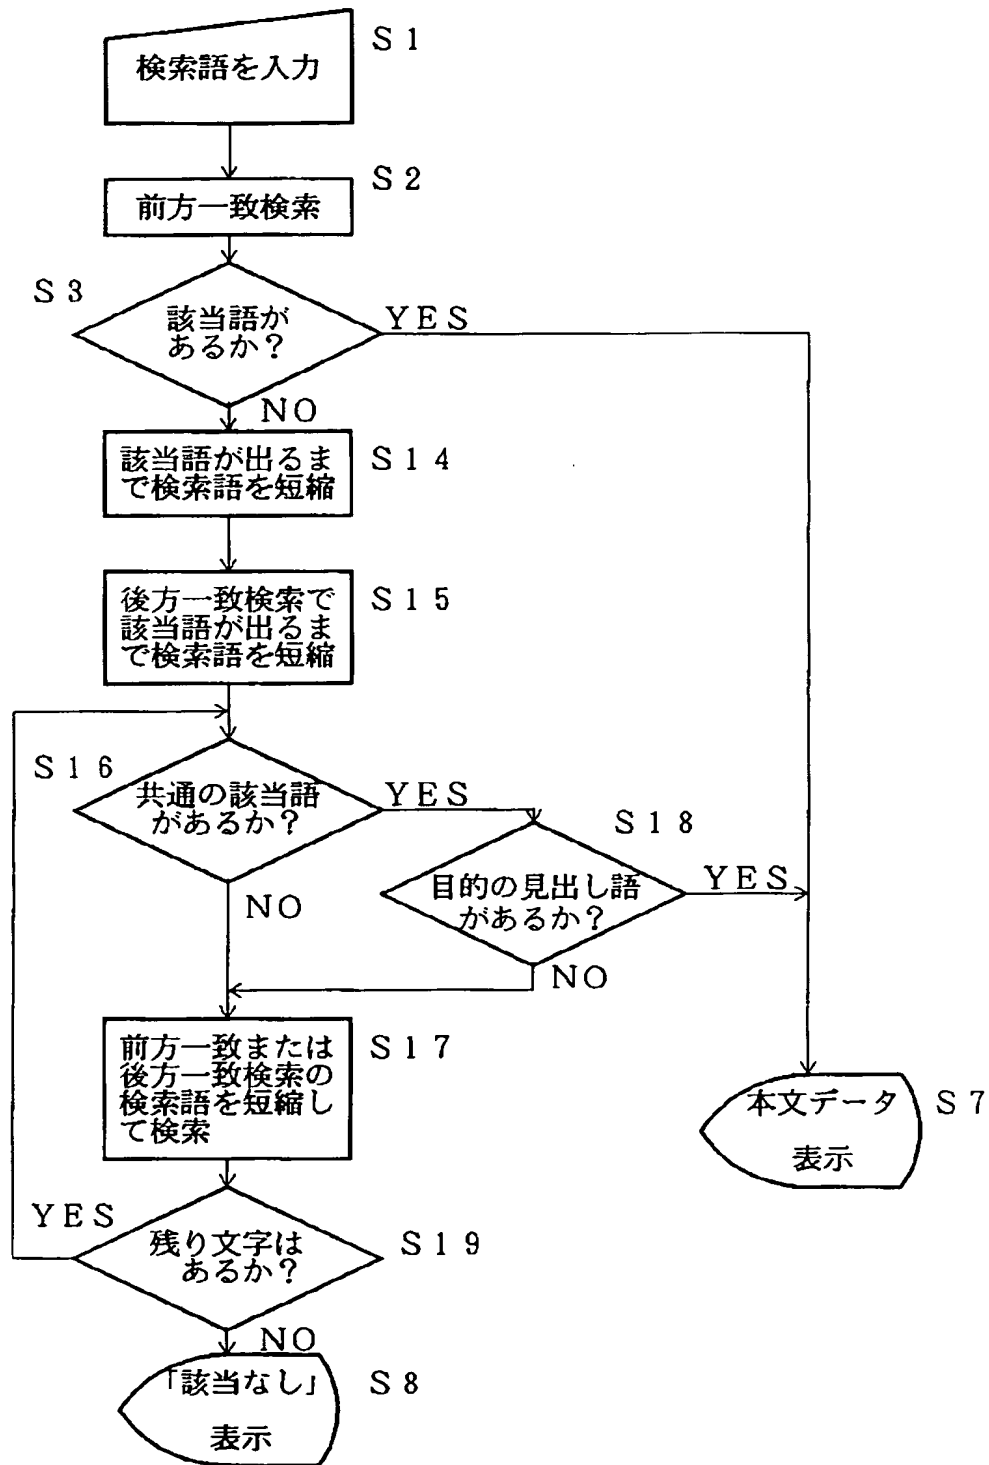 S1
検索語を入力
S2
前方一致検索
S3
該当語が
あるか？
YES
NO
該当語が出るま
で検索語を短縮
S14
後方一致検索で
該当語が出るま
で検索語を短縮
S15
S16
共通の該当語
があるか？
YES
NO
S18
目的の見出し語
があるか？
YES
NO
前方一致または
後方一致検索の
検索語を短縮し
て検索
S17
本文データ
表示
S7
YES
残り文字は
あるか？
S19
NO
「該当なし」
表示
S8